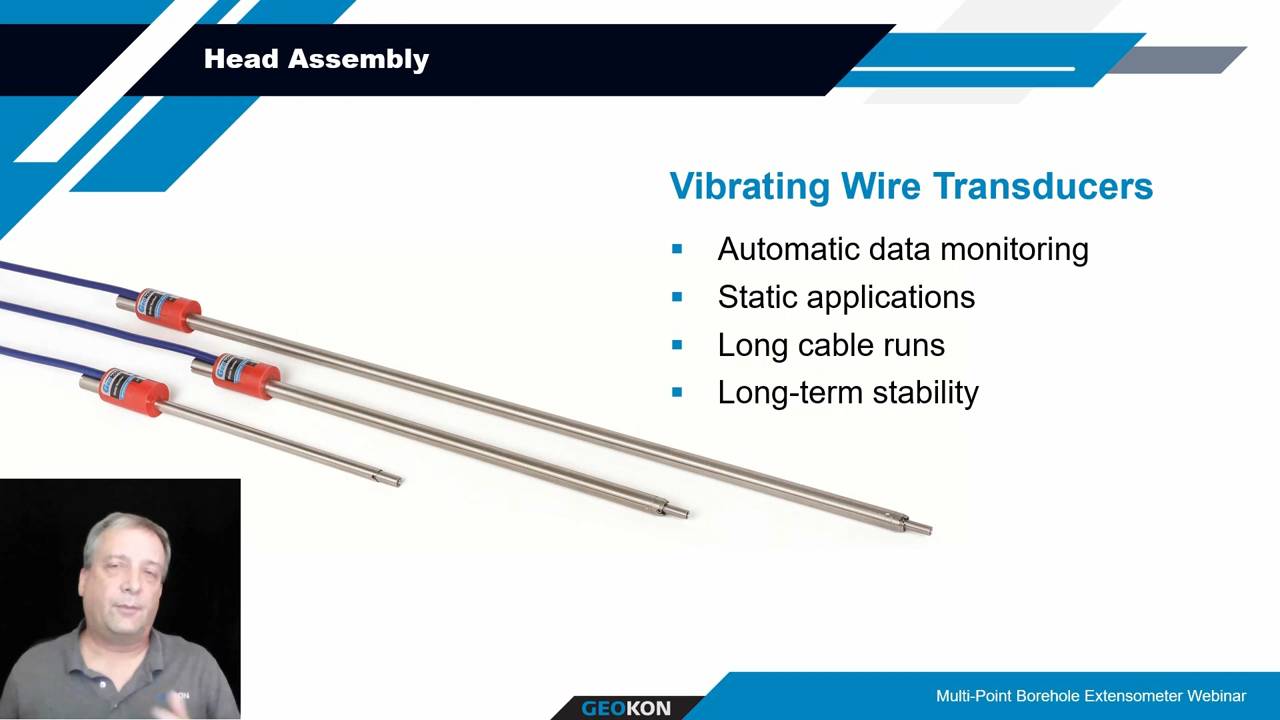 Head Assembly
Vibrating Wire Transducers
Automatic data monitoring
Static applications
Long cable runs
Long-term stability
GEOKON
Multi-Point Borehole Extensometer Webinar